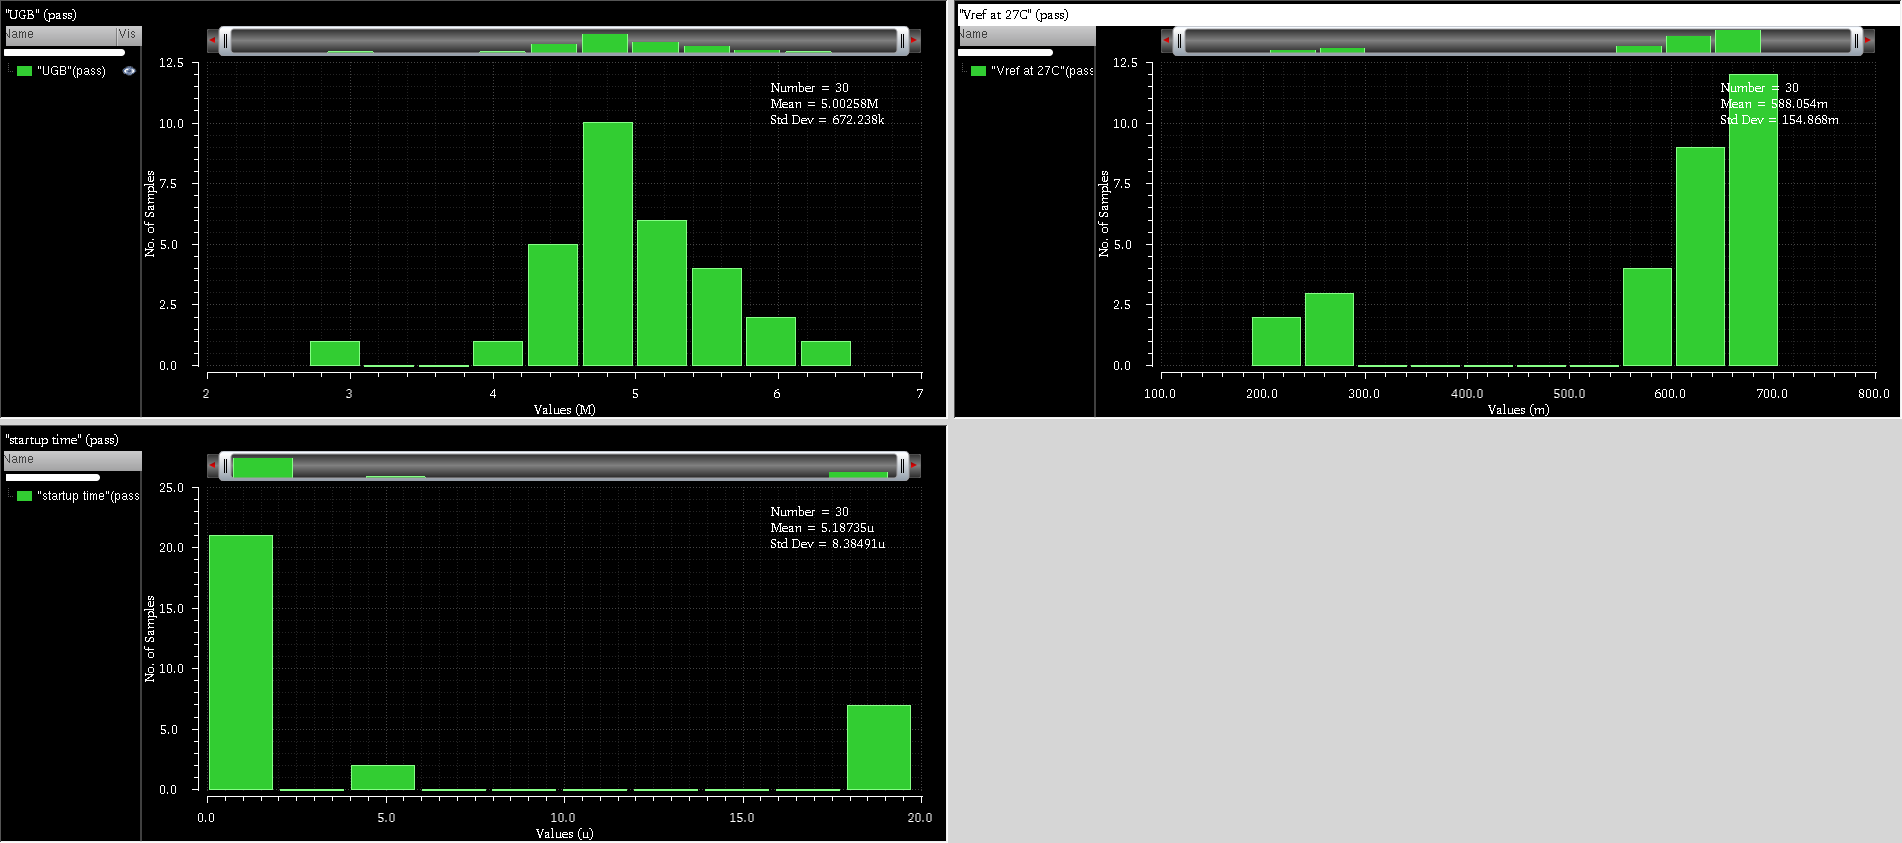 "UGB" (pass)
Name Vis
"UGB"(pass)
12.5
10.0
7.5
5.0
2.5
0.0
No. of Samples
Number = 30
Mean = 5.00258M
Std Dev = 672.238k
2 3 4 5 6 7
Values (M)
"Vref at 27C" (pass)
Name
"Vref at 27C"(pass
12.5
10.0
7.5
5.0
2.5
0.0
No. of Samples
Number = 30
Mean = 588.054m
Std Dev = 154.868m
100.0 200.0 300.0 400.0 500.0 600.0 700.0 800.0
Values (m)
"startup time" (pass)
Name
"startup time"(pass
25.0
20.0
15.0
10.0
5.0
0.0
No. of Samples
Number = 30
Mean = 5.18735u
Std Dev = 8.38491u
0.0 5.0 10.0 15.0 20.0
Values (u)